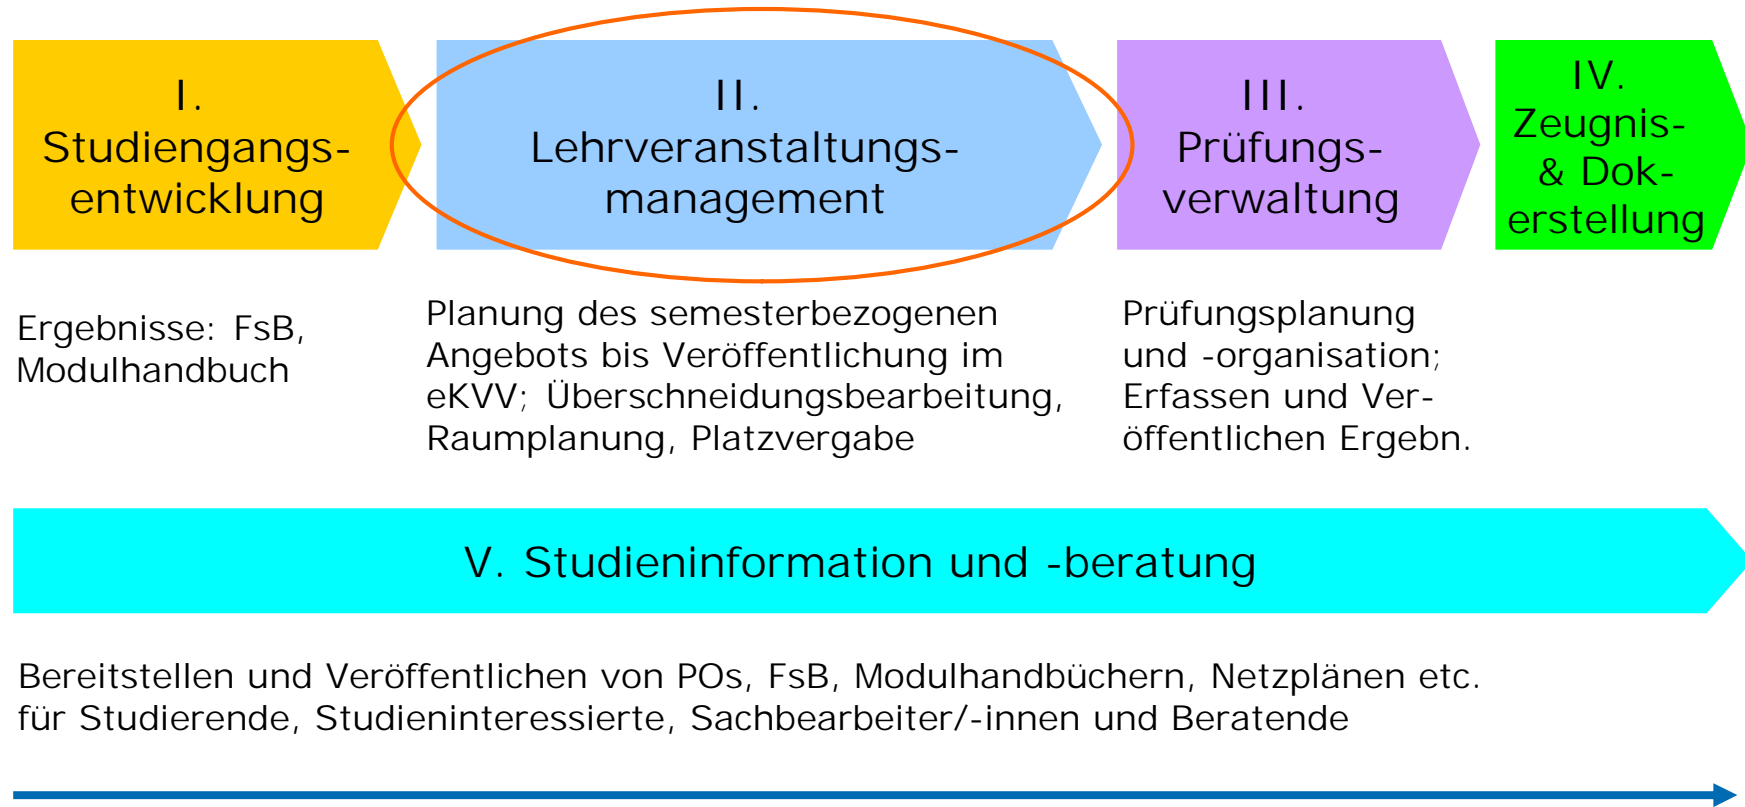 I.
Studiengangs-
entwicklung
II.
Lehrveranstaltungs-
management
III.
Prüfungs-
verwaltung
IV.
Zeugnis-
& Dok-
erstellung
Ergebnisse: FsB,
Modulhandbuch
Planung des semesterbezogenen
Angebots bis Veröffentlichung im
eKVV; Überschneidungsbearbeitung,
Raumplanung, Platzvergabe
Prüfungsplanung
und -organisation;
Erfassen und Ver-
öffentlichen Ergebn.
V. Studieninformation und -beratung
Bereitstellen und Veröffentlichen von POs, FsB, Modulhandbüchern, Netzplänen etc.
für Studierende, Studieninteressierte, Sachbearbeiter/-innen und Beratende